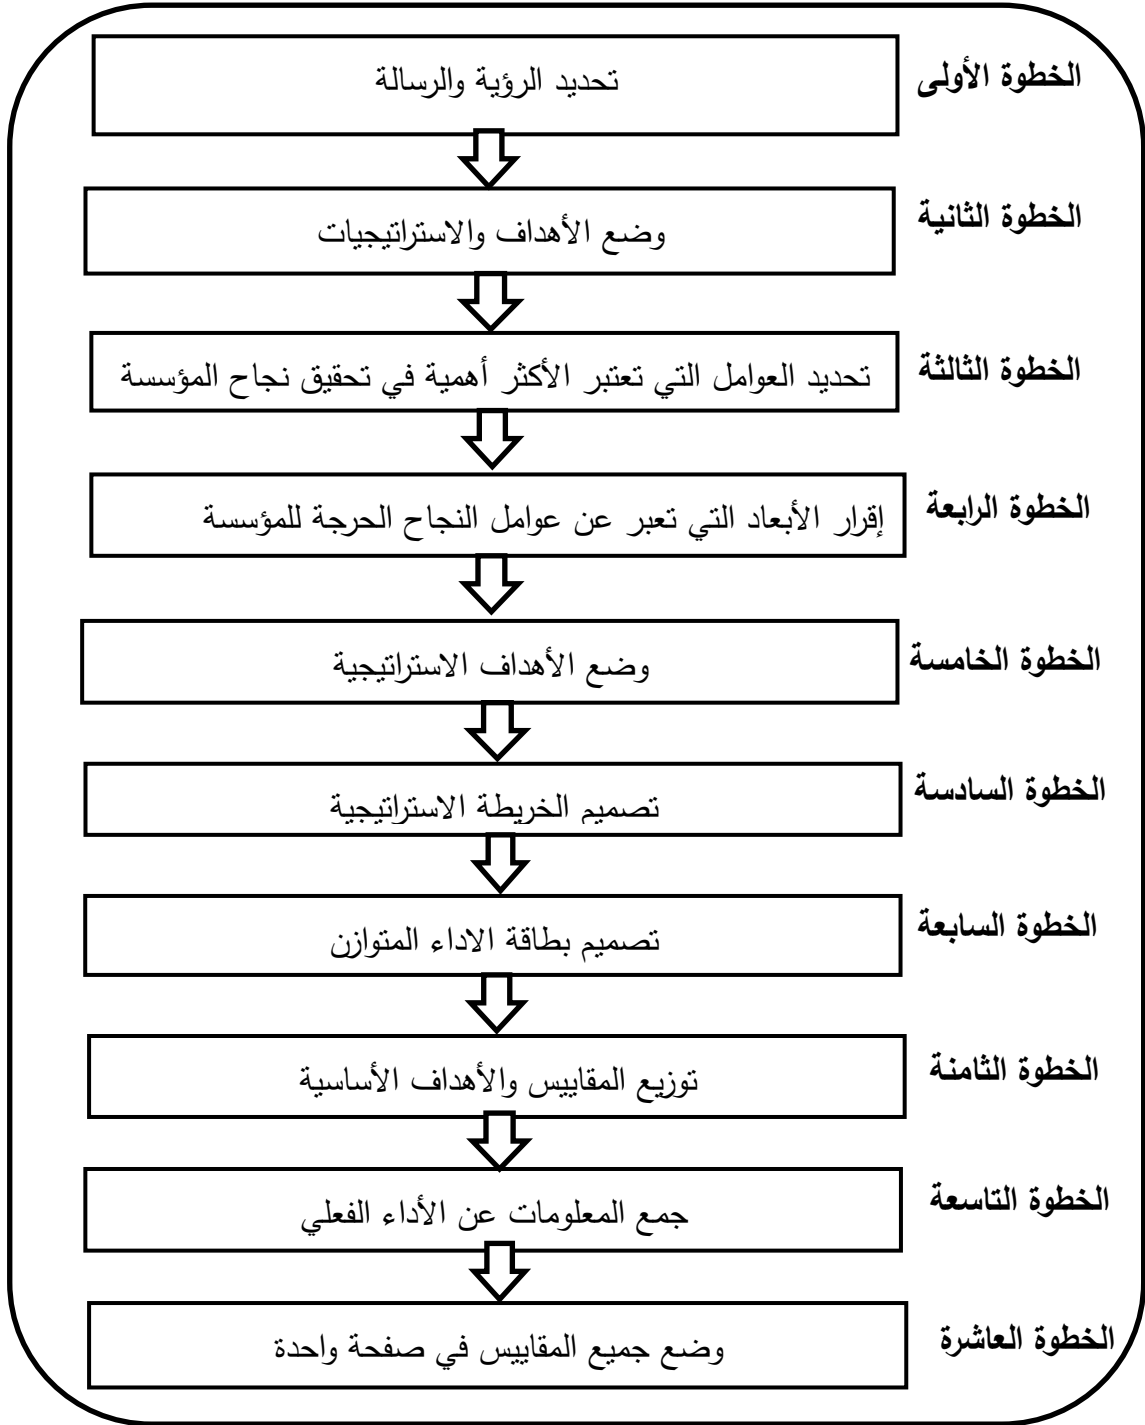 الخطوة الأولى
تحديد الرؤية والرسالة
الخطوة الثانية
وضع الأهداف والاستراتيجيات
الخطوة الثالثة
تحديد العوامل التي تعتبر الأكثر أهمية في تحقيق نجاح المؤسسة
الخطوة الرابعة
إقرار الأبعاد التي تعبر عن عوامل النجاح الحرجة للمؤسسة
الخطوة الخامسة
وضع الأهداف الاستراتيجية
الخطوة السادسة
تصميم الخريطة الاستراتيجية
الخطوة السابعة
تصميم بطاقة الاداء المتوازن
الخطوة الثامنة
توزيع المقاييس والأهداف الأساسية
الخطوة التاسعة
جمع المعلومات عن الأداء الفعلي
الخطوة العاشرة
وضع جميع المقاييس في صفحة واحدة